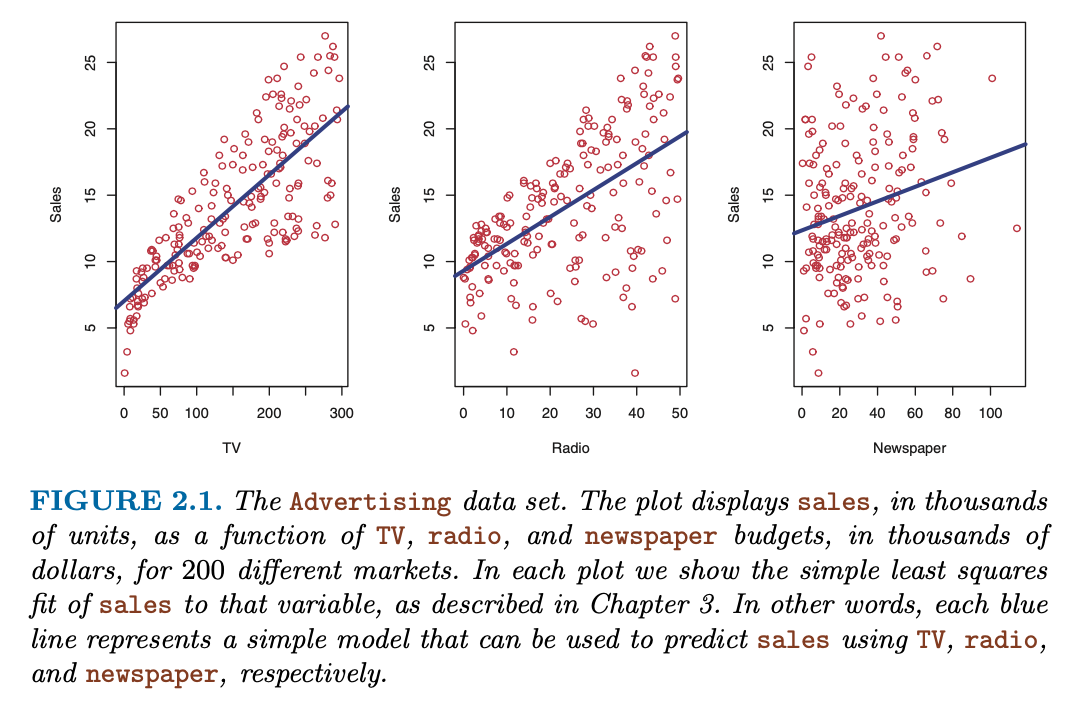 Sales
5
10
15
20
25
0
50
100
200
300
TV
Sales
5
10
15
20
25
0
10
20
30
40
50
Radio
Sales
5
10
15
20
25
0
20
40
60
80
100
Newspaper
FIGURE 2.1. The Advertising data set. The plot displays sales, in thousands
of units, as a function of TV, radio, and newspaper budgets, in thousands of
dollars, for 200 different markets. In each plot we show the simple least squares
fit of sales to that variable, as described in Chapter 3. In other words, each blue
line represents a simple model that can be used to predict sales using TV, radio,
and newspaper, respectively.